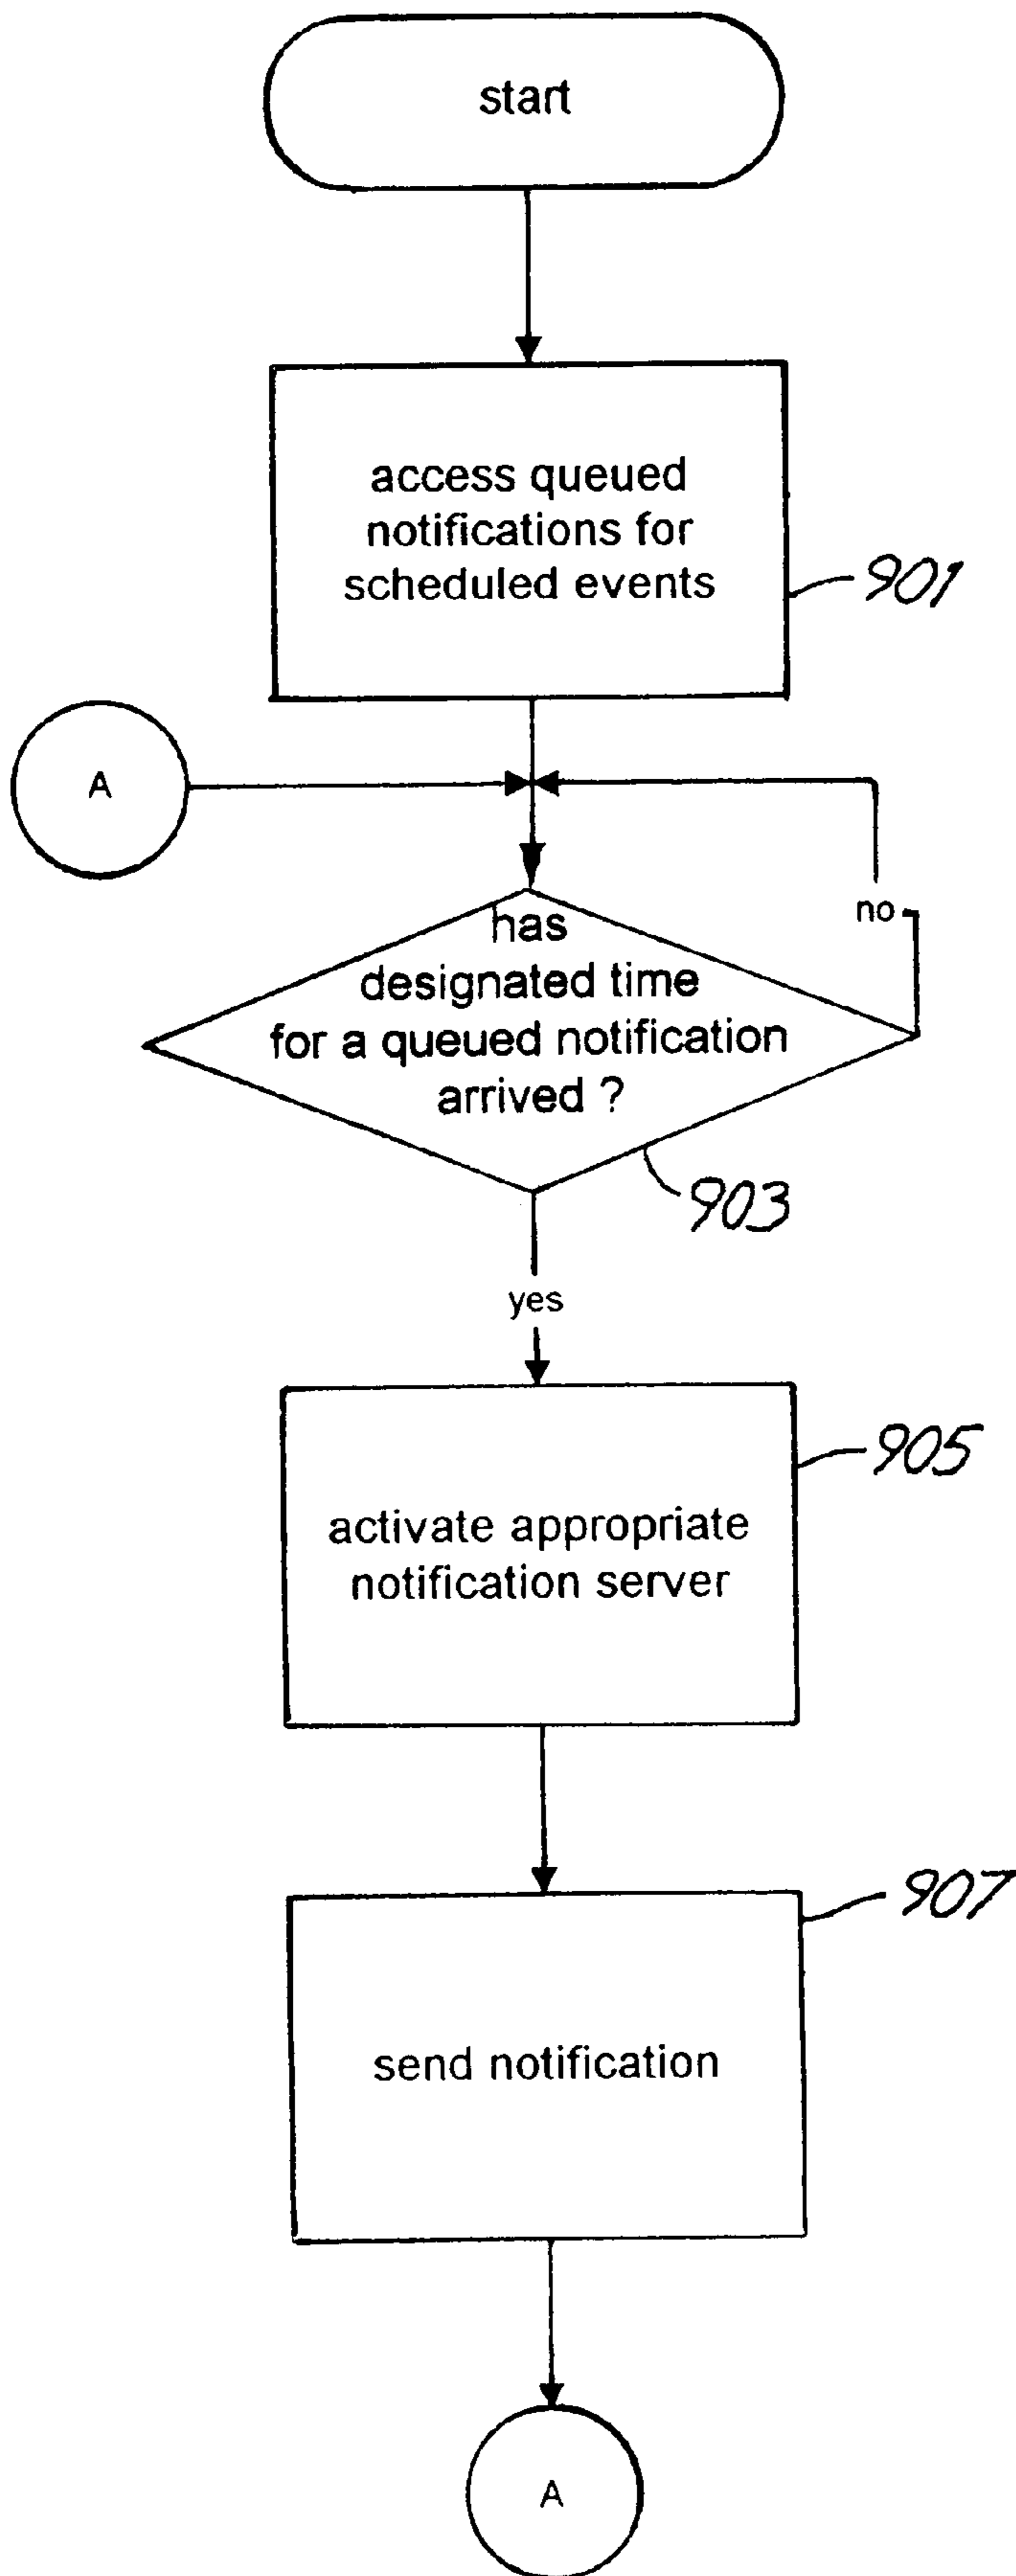 start
access queued
notifications for
scheduled events
901
A
no
has
designated time
for a queued notification
arrived ?
903
yes
905
activate appropriate
notification server
907
send notification
A